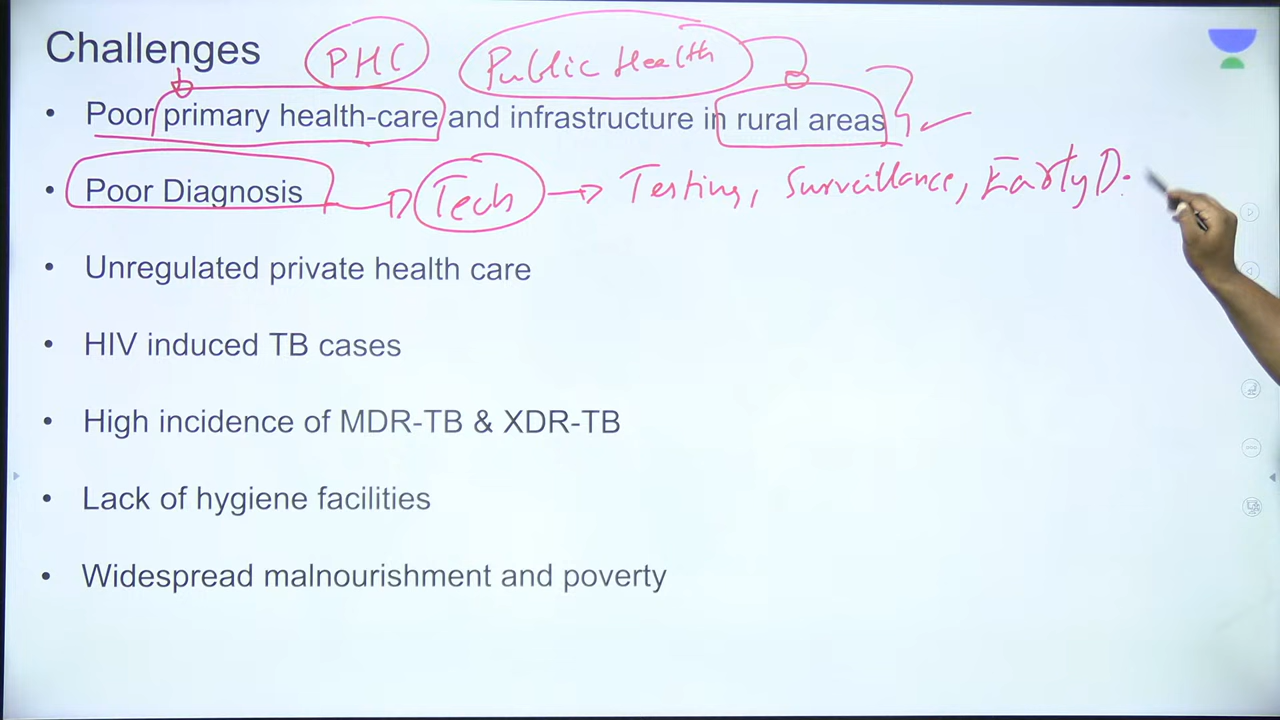 Challenges
PHC
Public Health
• Poor primary health-care and infrastructure in rural areas
• Poor Diagnosis
Tech → Testing, Surveillance, Early D.
• Unregulated private health care
• HIV induced TB cases
• High incidence of MDR-TB & XDR-TB
• Lack of hygiene facilities
• Widespread malnourishment and poverty